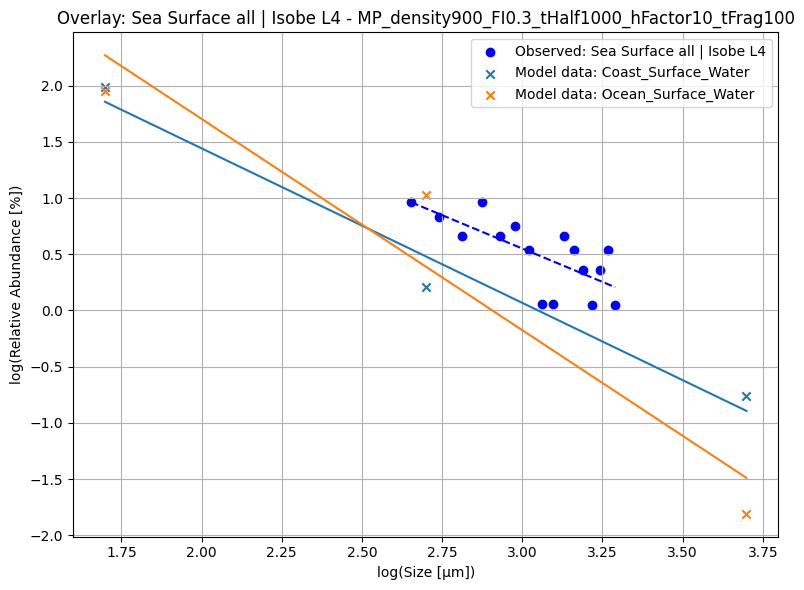 Overlay: Sea Surface all | Isobe L4 - MP_density900_FI0.3_tHalf1000_hFactor10_tFrag100
Observed: Sea Surface all | Isobe L4
Model data: Coast_Surface_Water
Model data: Ocean_Surface_Water
log(Relative Abundance [%])
2.0
1.5
1.0
0.5
0.0
−0.5
−1.0
−1.5
−2.0
1.75 2.00 2.25 2.50 2.75 3.00 3.25 3.50 3.75
log(Size [µm])